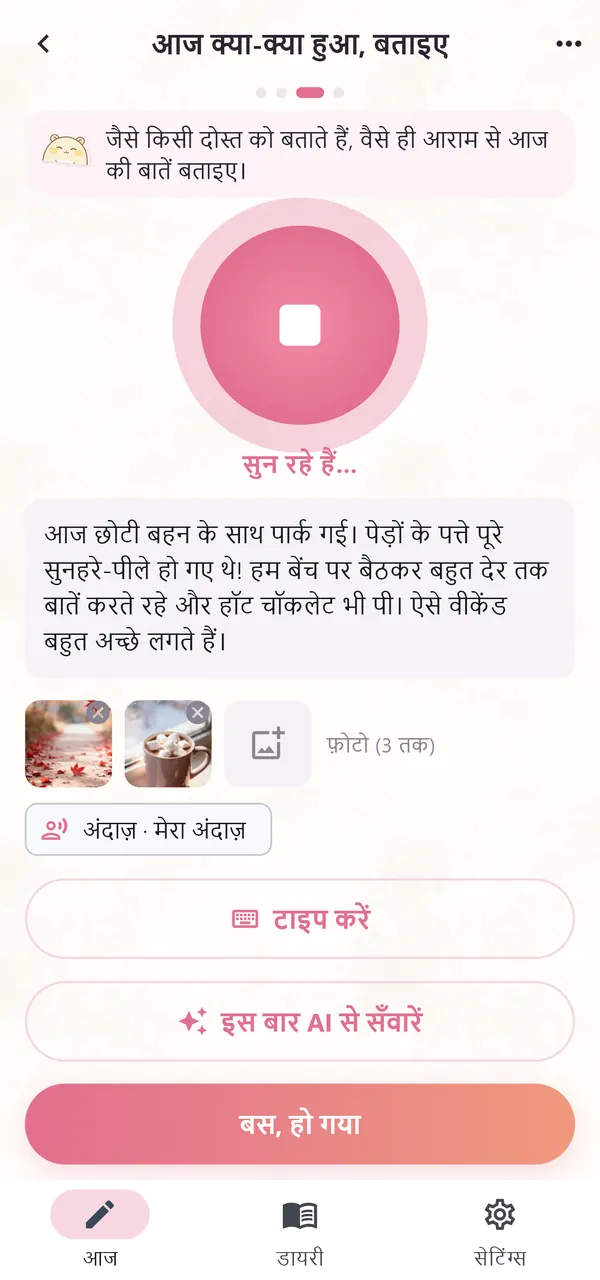 आज क्या-क्या हुआ, बताइए
जैसे किसी दोस्त को बताते हैं, वैसे ही आराम से आज
की बातें बताइए।
सुन रहे हैं...
आज छोटी बहन के साथ पार्क गई। पेड़ों के पत्ते पूरे
सुनहरे-पीले हो गए थे! हम बेंच पर बैठकर बहुत देर तक
बातें करते रहे और हॉट चॉकलेट भी पी। ऐसे वीकेंड
बहुत अच्छे लगते हैं।
फ़ोटो (3 तक)
अंदाज़ · मेरा अंदाज़
टाइप करें
इस बार AI से सँवारें
बस, हो गया
आज
डायरी
सेटिंग्स